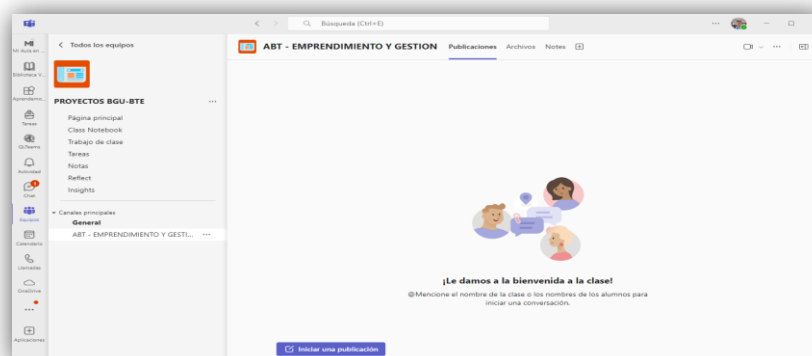 Búsqueda (Ctrl+E)
Mi Aula en ...
Biblioteca V...
Aprendemo...
Tareas
Actividad
Chat
Equipos
Calendario
Llamadas
OneDrive
Aplicaciones
Todos los equipos
PROYECTOS BGU-BTE
Página principal
Class Notebook
Trabajo de clase
Tareas
Notas
Reflect
Insights
Canales principales
General
ABT - EMPRENDIMIENTO Y GESTI...
ABT - EMPRENDIMIENTO Y GESTION Publicaciones Archivos Notes
¡Le damos a la bienvenida a la clase!
@Mencione el nombre de la clase o los nombres de los alumnos para
iniciar una conversación.
Iniciar una publicación